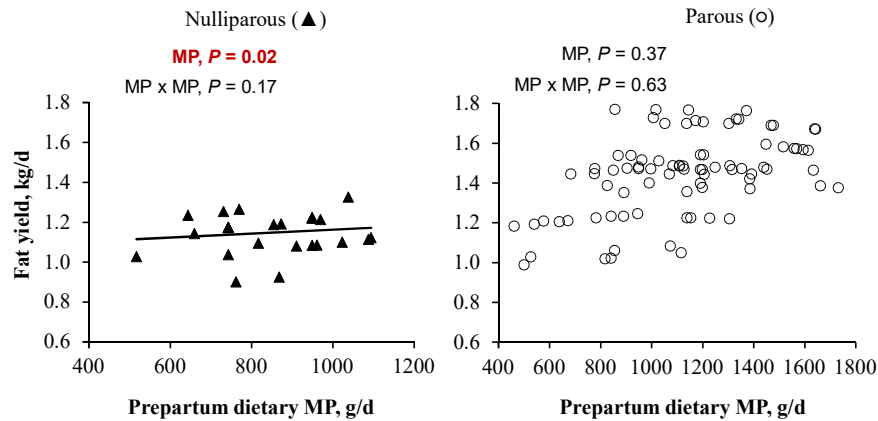 Nulliparous (▲)
MP, P = 0.02
MP x MP, P = 0.17
Fat yield, kg/d
1.8
1.6
1.4
1.2
1.0
0.8
0.6
400 600 800 1000 1200
Prepartum dietary MP, g/d
Parous (○)
MP, P = 0.37
MP x MP, P = 0.63
1.8
1.6
1.4
1.2
1.0
0.8
0.6
400 600 800 1000 1200 1400 1600 1800
Prepartum dietary MP, g/d